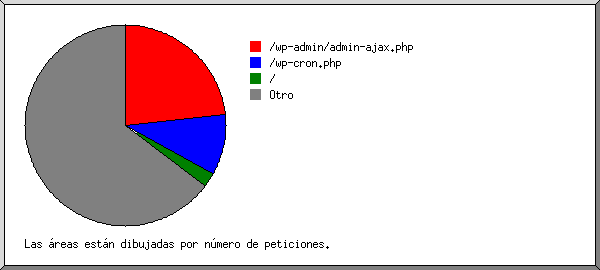 /wp-admin/admin-ajax.php
/wp-cron.php
/
Otro
Las áreas están dibujadas por número de peticiones.